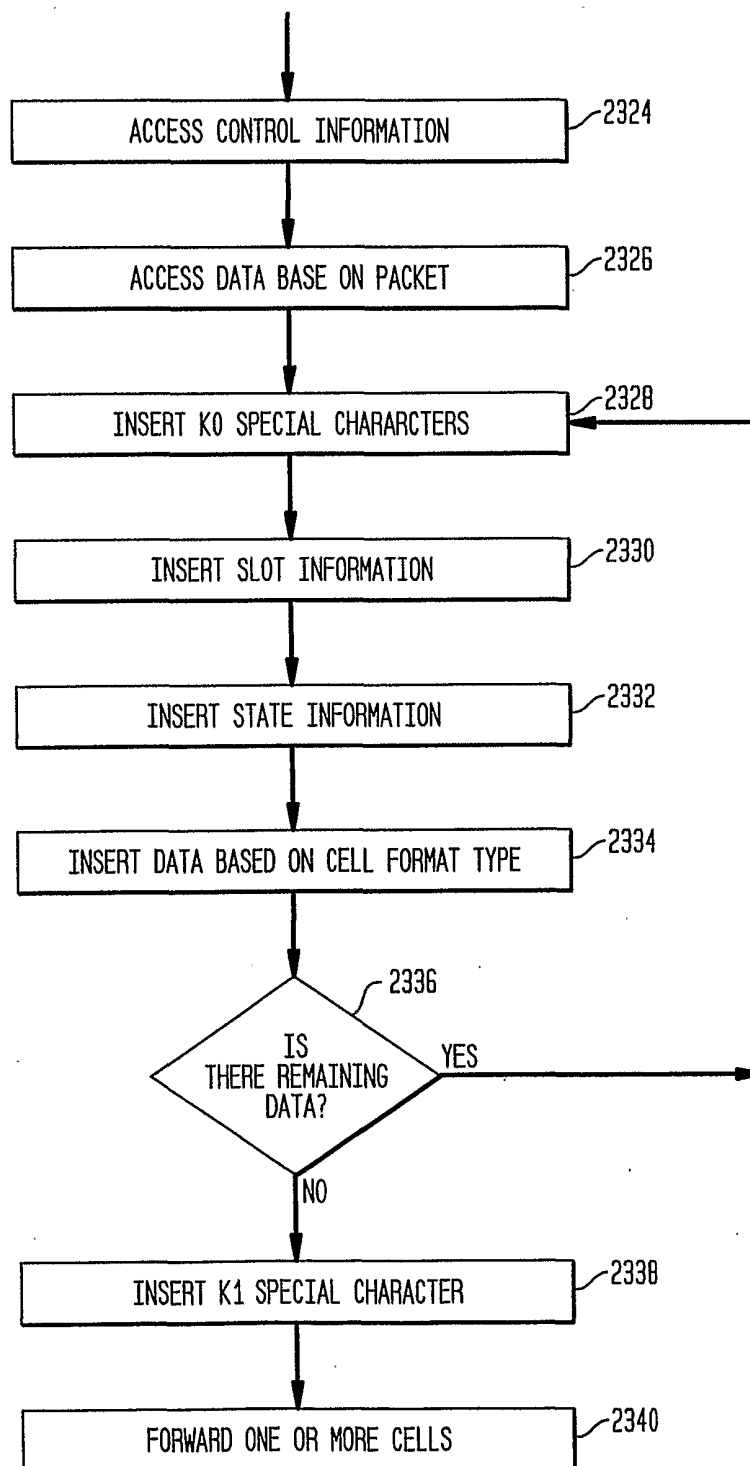 ACCESS CONTROL INFORMATION
2324
ACCESS DATA BASE ON PACKET
2326
INSERT K0 SPECIAL CHARARCTERS
2328
INSERT SLOT INFORMATION
2330
INSERT STATE INFORMATION
2332
INSERT DATA BASED ON CELL FORMAT TYPE
2334
2336
IS
THERE REMAINING
DATA?
YES
NO
INSERT K1 SPECIAL CHARACTER
2338
FORWARD ONE OR MORE CELLS
2340